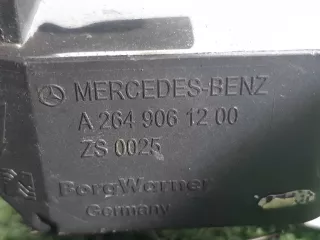 MERCEDES-BENZ
A 264 906 12 00
ZS 0025
BorgWarner
Germany